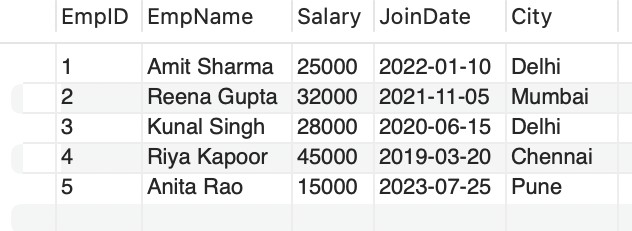 EmpID EmpName Salary JoinDate City
1 Amit Sharma 25000 2022-01-10 Delhi
2 Reena Gupta 32000 2021-11-05 Mumbai
3 Kunal Singh 28000 2020-06-15 Delhi
4 Riya Kapoor 45000 2019-03-20 Chennai
5 Anita Rao 15000 2023-07-25 Pune